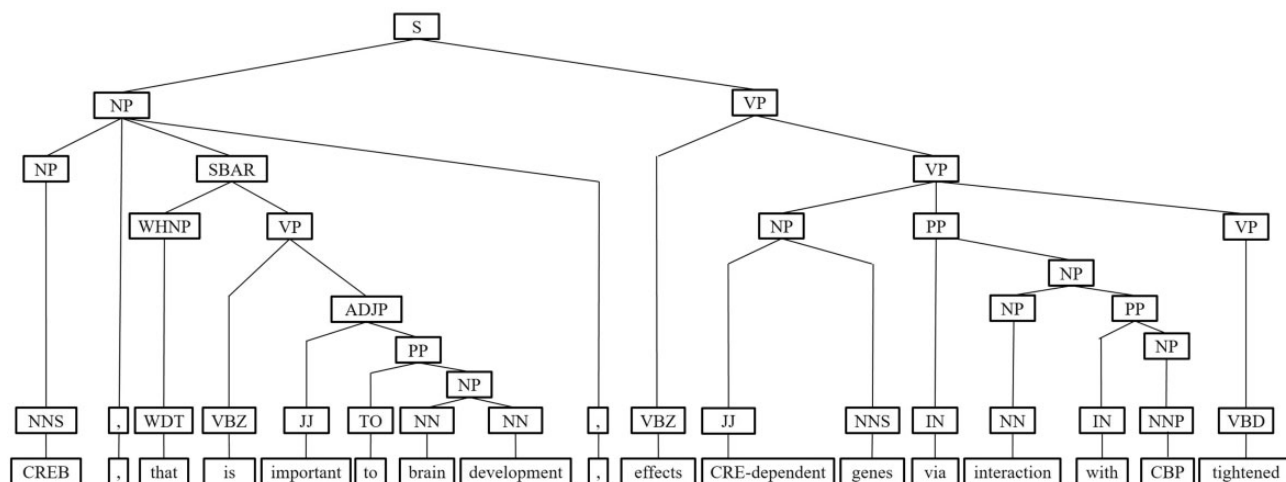 S
NP VP
NP SBAR VP
WHNP VP NP PP VP
NP
ADJP NP PP
PP NP
NP
NNS , WDT VBZ JJ TO NN NN , VBZ JJ NNS IN NN IN NNP VBD
CREB , that is important to brain development , effects CRE-dependent genes via interaction with CBP tightened